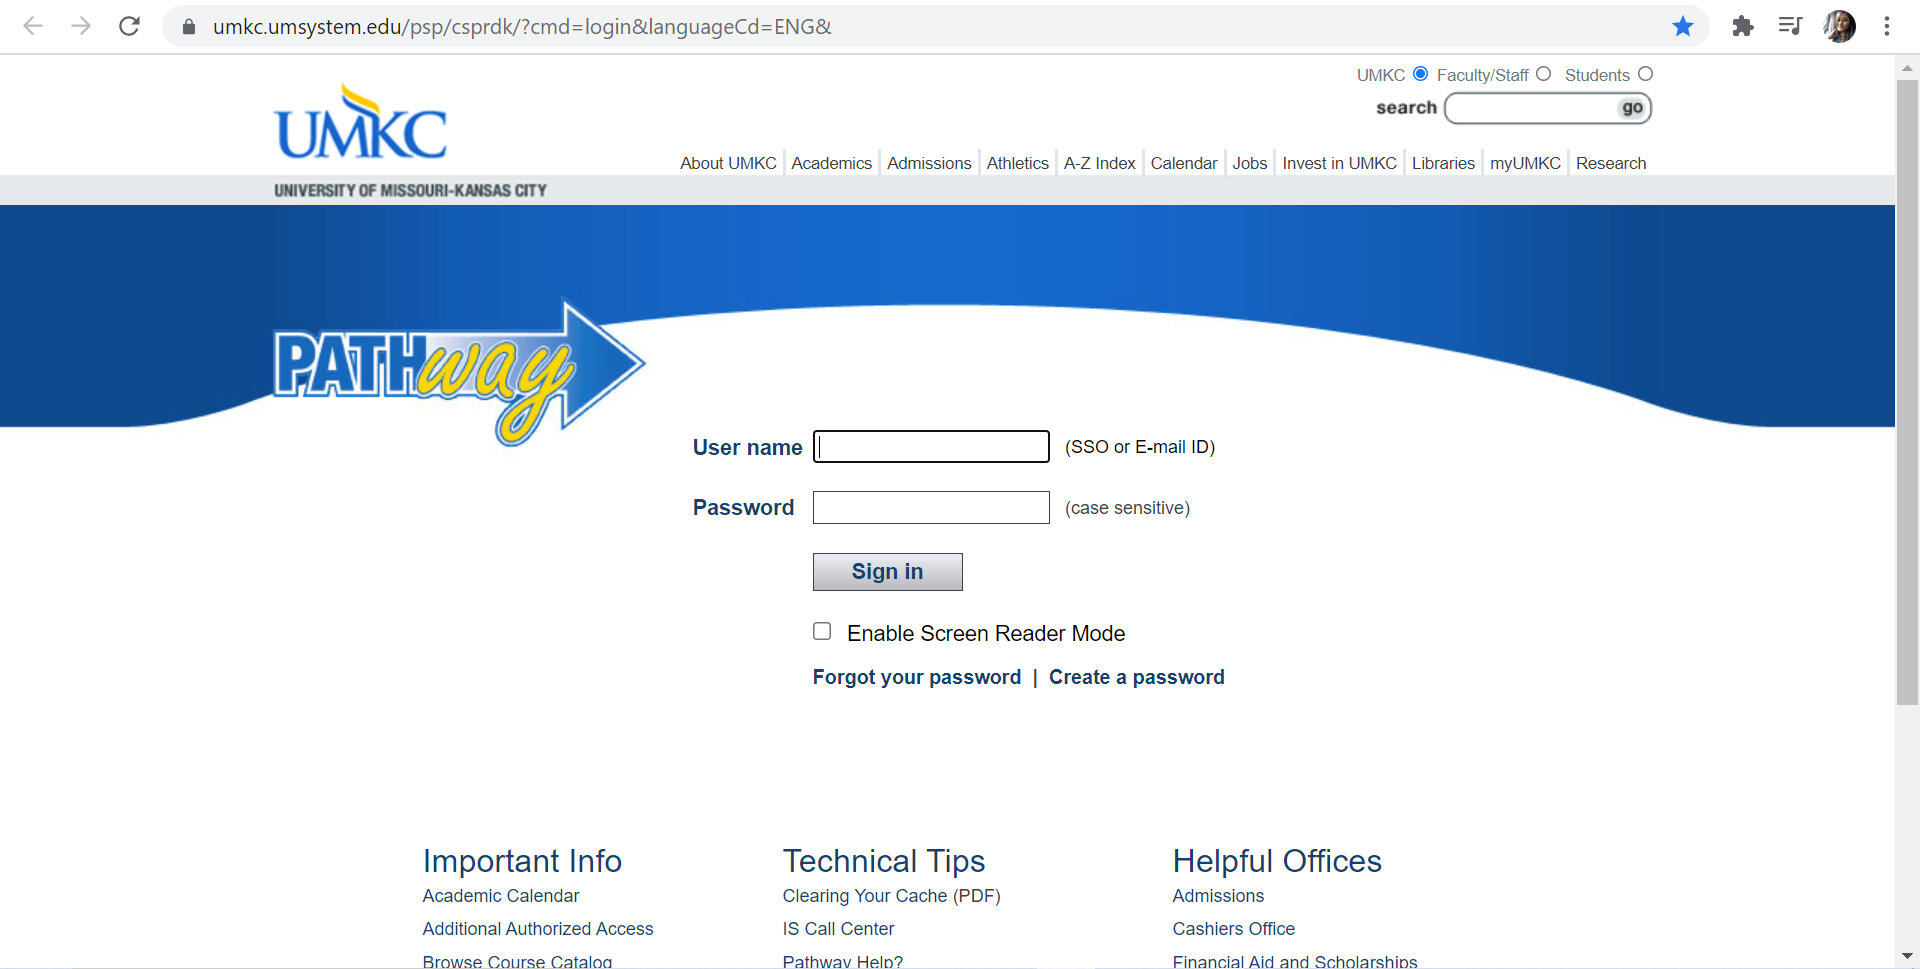 umkc.umsystem.edu/psp/csprdk/?cmd=login&languageCd=ENG&
UMKC Faculty/Staff Students
search go
UMKC
About UMKC Academics Admissions Athletics A-Z Index Calendar Jobs Invest in UMKC Libraries myUMKC Research
UNIVERSITY OF MISSOURI-KANSAS CITY
PATHway
User name (SSO or E-mail ID)
Password (case sensitive)
Sign in
Enable Screen Reader Mode
Forgot your password | Create a password
Important Info Technical Tips Helpful Offices
Academic Calendar Clearing Your Cache (PDF) Admissions
Additional Authorized Access IS Call Center Cashiers Office
Browse Course Catalog Pathway Help? Financial Aid and Scholarships